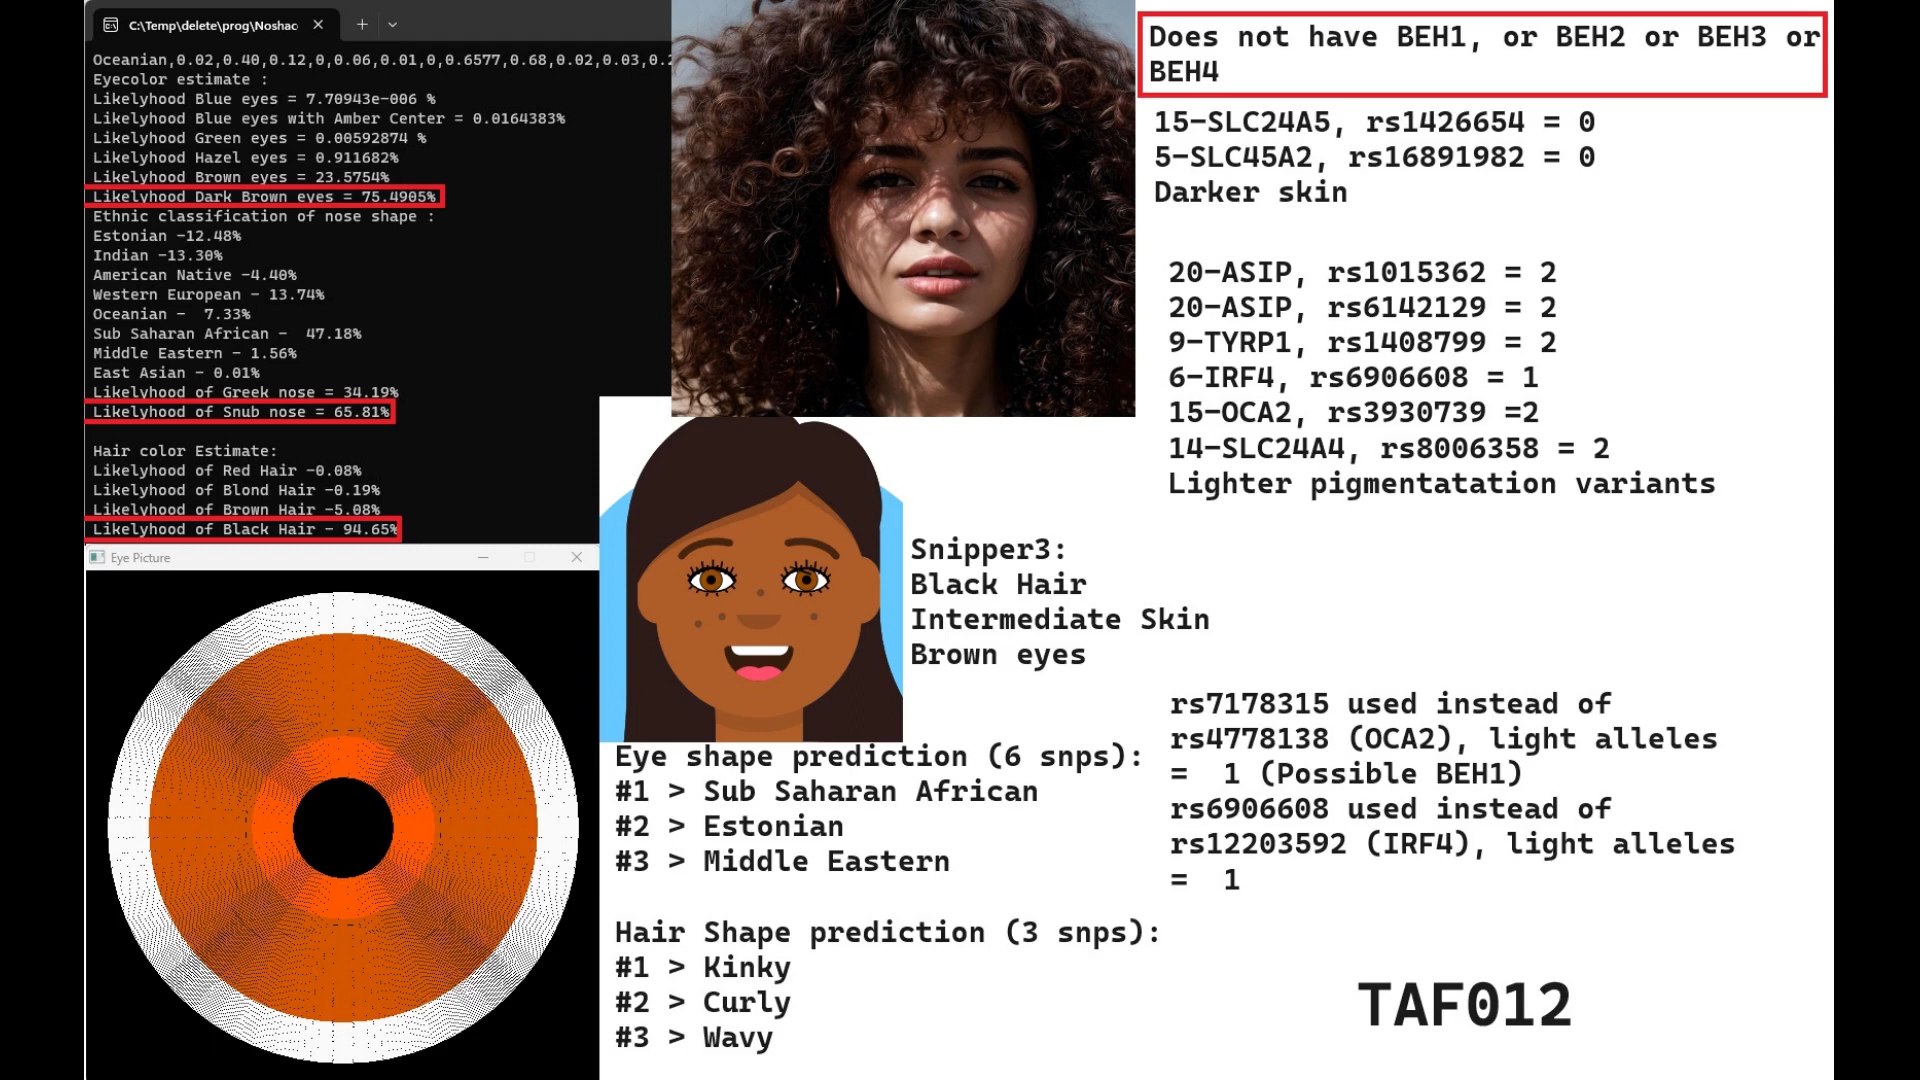 C:\Temp\delete\prog\Noshac
Oceanian,0.02,0.40,0.12,0,0.06,0.01,0,0.6577,0.68,0.02,0.03,0.2
Eyecolor estimate :
Likelyhood Blue eyes = 7.70943e-006 %
Likelyhood Blue eyes with Amber Center = 0.0164383%
Likelyhood Green eyes = 0.00592874 %
Likelyhood Hazel eyes = 0.911682%
Likelyhood Brown eyes = 23.5754%
Likelyhood Dark Brown eyes = 75.4905%
Ethnic classification of nose shape :
Estonian -12.48%
Indian -13.30%
American Native -4.40%
Western European - 13.74%
Oceanian -  7.33%
Sub Saharan African -  47.18%
Middle Eastern - 1.56%
East Asian - 0.01%
Likelyhood of Greek nose = 34.19%
Likelyhood of Snub nose = 65.81%
Hair color Estimate:
Likelyhood of Red Hair -0.08%
Likelyhood of Blond Hair -0.19%
Likelyhood of Brown Hair -5.08%
Likelyhood of Black Hair - 94.65%
Eye Picture
Does not have BEH1, or BEH2 or BEH3 or
BEH4
15-SLC24A5, rs1426654 = 0
5-SLC45A2, rs16891982 = 0
Darker skin
20-ASIP, rs1015362 = 2
20-ASIP, rs6142129 = 2
9-TYRP1, rs1408799 = 2
6-IRF4, rs6906608 = 1
15-OCA2, rs3930739 =2
14-SLC24A4, rs8006358 = 2
Lighter pigmentatation variants
Snipper3:
Black Hair
Intermediate Skin
Brown eyes
rs7178315 used instead of
rs4778138 (OCA2), light alleles
=  1 (Possible BEH1)
rs6906608 used instead of
rs12203592 (IRF4), light alleles
=  1
Eye shape prediction (6 snps):
#1 > Sub Saharan African
#2 > Estonian
#3 > Middle Eastern
Hair Shape prediction (3 snps):
#1 > Kinky
#2 > Curly
#3 > Wavy
TAF012